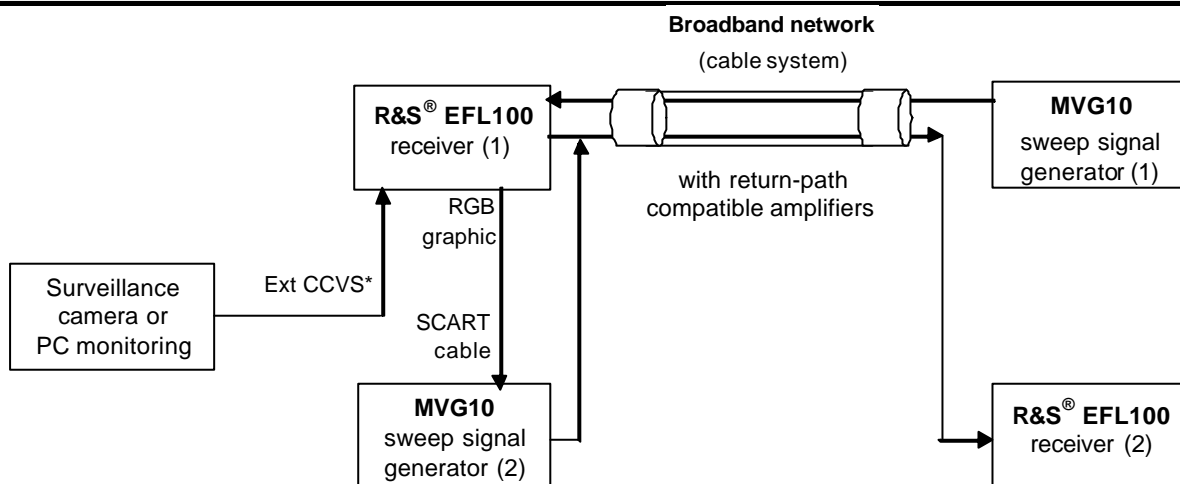 Broadband network
(cable system)
R&S® EFL100
receiver (1)
MVG10
sweep signal
generator (1)
with return-path
compatible amplifiers
RGB
graphic
Ext CCVS*
Surveillance
camera or
PC monitoring
SCART
cable
MVG10
sweep signal
generator (2)
R&S® EFL100
receiver (2)